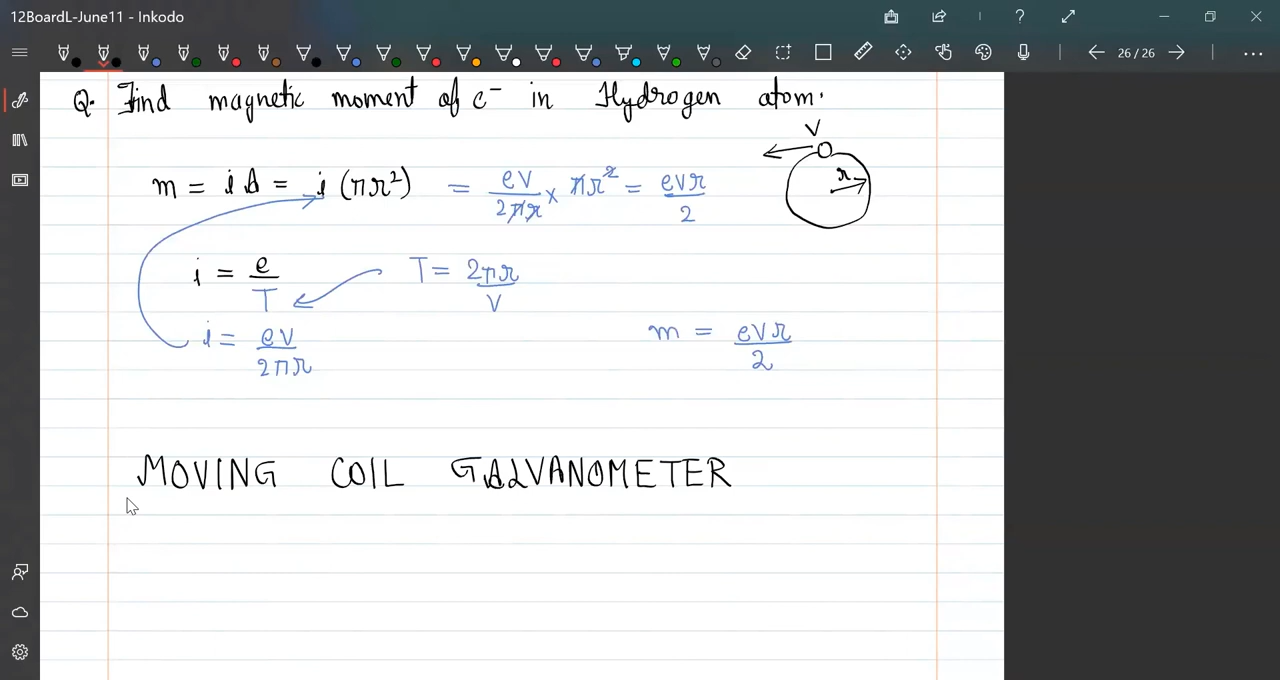 12BoardL-June11 - Inkodo
26/26
Q. Find magnetic moment of e⁻ in Hydrogen atom.
V
r
m = iA = i (πr²) = eV/2πr × πr² = eVr/2
i = e/T
T = 2πr/V
i = eV/2πr
m = eVr/2
MOVING COIL GALVANOMETER